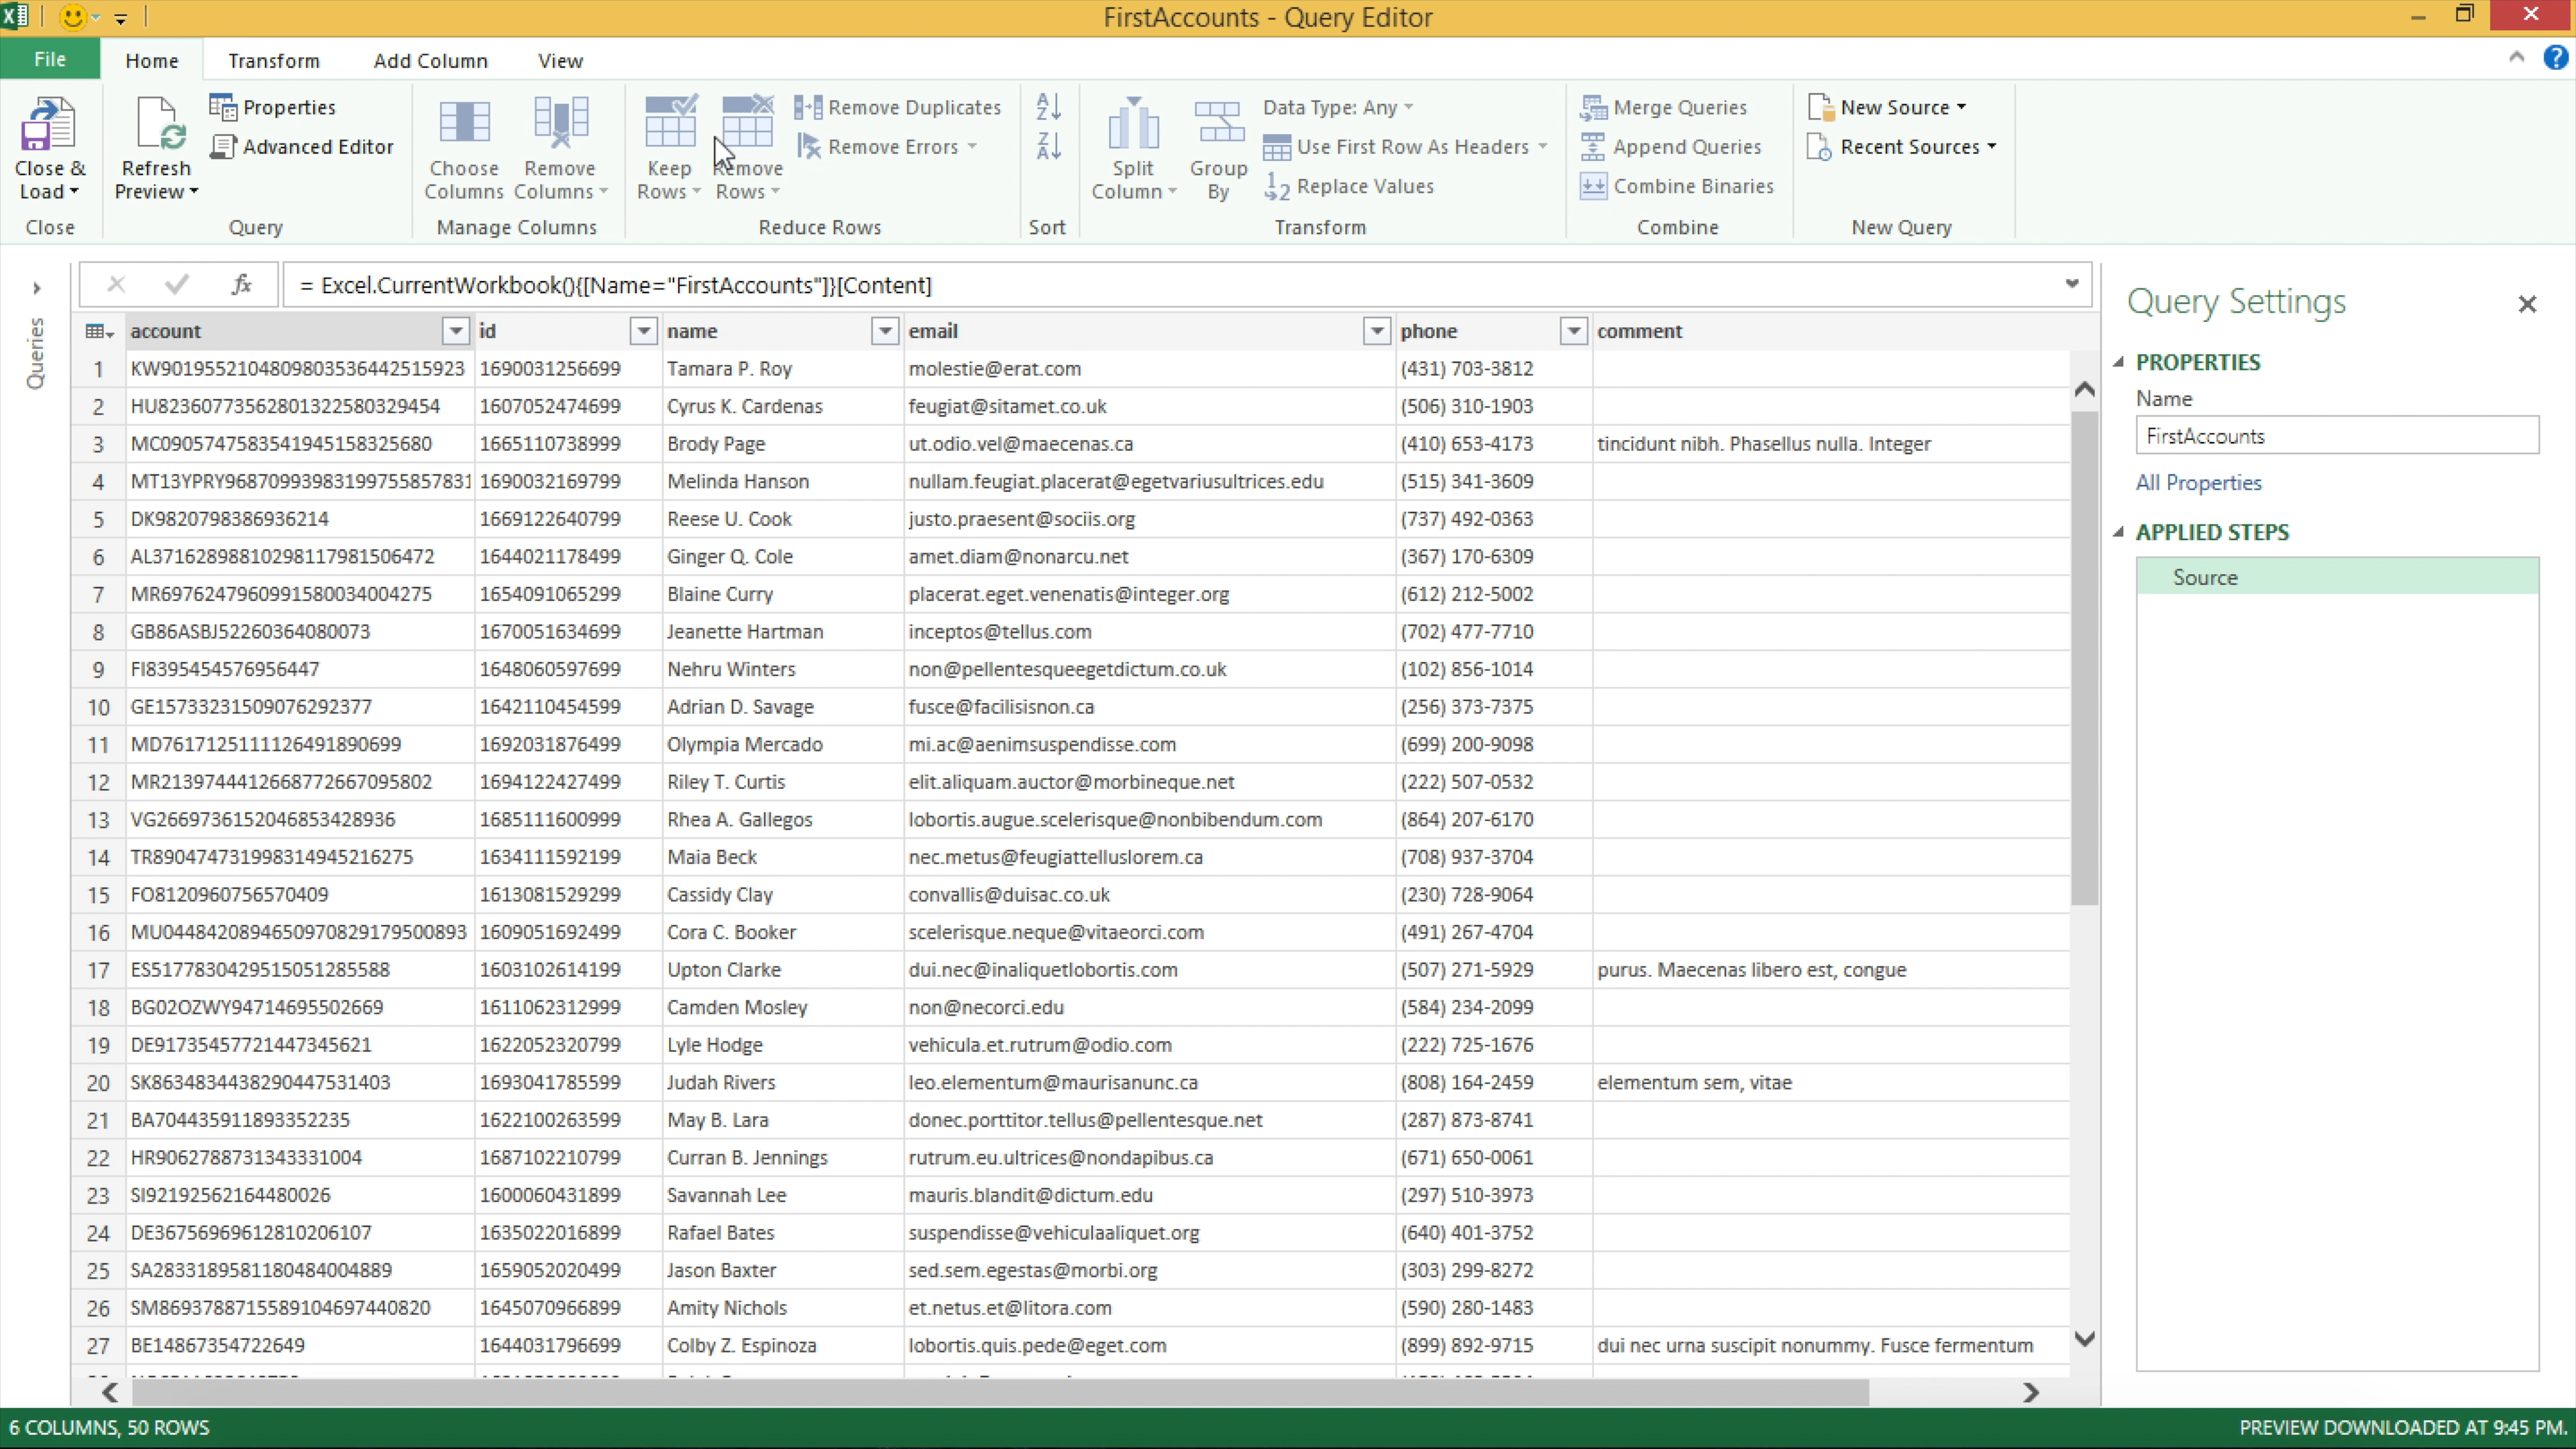 FirstAccounts - Query Editor
File Home Transform Add Column View
Close & Load
Refresh Preview
Properties
Advanced Editor
Choose Columns
Remove Columns
Keep Rows
Remove Rows
Remove Duplicates
Remove Errors
Split Column
Group By
Data Type: Any
Use First Row As Headers
Replace Values
Merge Queries
Append Queries
Combine Binaries
New Source
Recent Sources
Close Query Manage Columns Reduce Rows Sort Transform Combine New Query
Queries
= Excel.CurrentWorkbook(){[Name="FirstAccounts"]}[Content]
account id name email phone comment
1 KW9019552104809803536442515923 1690031256699 Tamara P. Roy molestie@erat.com (431) 703-3812
2 HU82360773562801322580329454 1607052474699 Cyrus K. Cardenas feugiat@sitamet.co.uk (506) 310-1903
3 MC0905747583541945158325680 1665110738999 Brody Page ut.odio.vel@maecenas.ca (410) 653-4173 tincidunt nibh. Phasellus nulla. Integer
4 MT13YPRY96870993983199755857831 1690032169799 Melinda Hanson nullam.feugiat.placerat@egetvariusultrices.edu (515) 341-3609
5 DK9820798386936214 1669122640799 Reese U. Cook justo.praesent@sociis.org (737) 492-0363
6 AL37162898810298117981506472 1644021178499 Ginger Q. Cole amet.diam@nonarcu.net (367) 170-6309
7 MR6976247960991580034004275 1654091065299 Blaine Curry placerat.eget.venenatis@integer.org (612) 212-5002
8 GB86ASBJ52260364080073 1670051634699 Jeanette Hartman inceptos@tellus.com (702) 477-7710
9 FI8395454576956447 1648060597699 Nehru Winters non@pellentesqueegetdictum.co.uk (102) 856-1014
10 GE15733231509076292377 1642110454599 Adrian D. Savage fusce@facilisisnon.ca (256) 373-7375
11 MD7617125111126491890699 1692031876499 Olympia Mercado mi.ac@aenimsuspendisse.com (699) 200-9098
12 MR2139744412668772667095802 1694122427499 Riley T. Curtis elit.aliquam.auctor@morbineque.net (222) 507-0532
13 VG2669736152046853428936 1685111600999 Rhea A. Gallegos lobortis.augue.scelerisque@nonbibendum.com (864) 207-6170
14 TR890474731998314945216275 1634111592199 Maia Beck nec.metus@feugiattelluslorem.ca (708) 937-3704
15 FO8120960756570409 1613081529299 Cassidy Clay convallis@duisac.co.uk (230) 728-9064
16 MU0448420894650970829179500893 1609051692499 Cora C. Booker scelerisque.neque@vitaeorci.com (491) 267-4704
17 ES5177830429515051285588 1603102614199 Upton Clarke dui.nec@inaliquetlobortis.com (507) 271-5929 purus. Maecenas libero est, congue
18 BG02OZWY94714695502669 1611062312999 Camden Mosley non@necorci.edu (584) 234-2099
19 DE91735457721447345621 1622052320799 Lyle Hodge vehicula.et.rutrum@odio.com (222) 725-1676
20 SK8634834438290447531403 1693041785599 Judah Rivers leo.elementum@maurisanunc.ca (808) 164-2459 elementum sem, vitae
21 BA704435911893352235 1622100263599 May B. Lara donec.porttitor.tellus@pellentesque.net (287) 873-8741
22 HR9062788731343331004 1687102210799 Curran B. Jennings rutrum.eu.ultrices@nondapibus.ca (671) 650-0061
23 SI92192562164480026 1600060431899 Savannah Lee mauris.blandit@dictum.edu (297) 510-3973
24 DE36756969612810206107 1635022016899 Rafael Bates suspendisse@vehiculaaliquet.org (640) 401-3752
25 SA2833189581180484004889 1659052020499 Jason Baxter sed.sem.egestas@morbi.org (303) 299-8272
26 SM8693788715589104697440820 1645070966899 Amity Nichols et.netus.et@litora.com (590) 280-1483
27 BE14867354722649 1644031796699 Colby Z. Espinoza lobortis.quis.pede@eget.com (899) 892-9715 dui nec urna suscipit nonummy. Fusce fermentum
Query Settings
PROPERTIES
Name
FirstAccounts
All Properties
APPLIED STEPS
Source
6 COLUMNS, 50 ROWS
PREVIEW DOWNLOADED AT 9:45 PM.